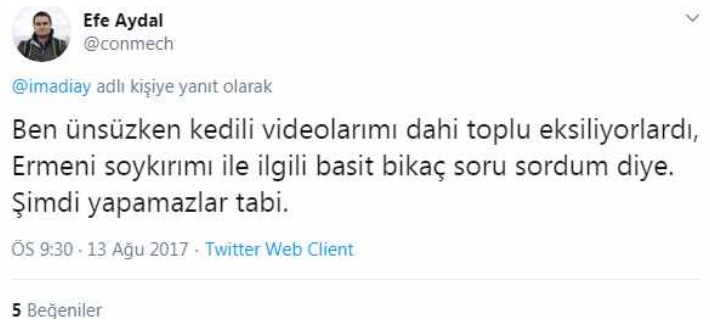 Efe Aydal
@conmech
@imadiay adlı kişiye yanıt olarak
Ben ünsüzken kedili videolarımı dahi toplu eksiliyorlardı,
Ermeni soykırımı ile ilgili basit bikaç soru sordum diye.
Şimdi yapamazlar tabi.
ÖS 9:30 · 13 Ağu 2017 · Twitter Web Client
5 Beğeniler